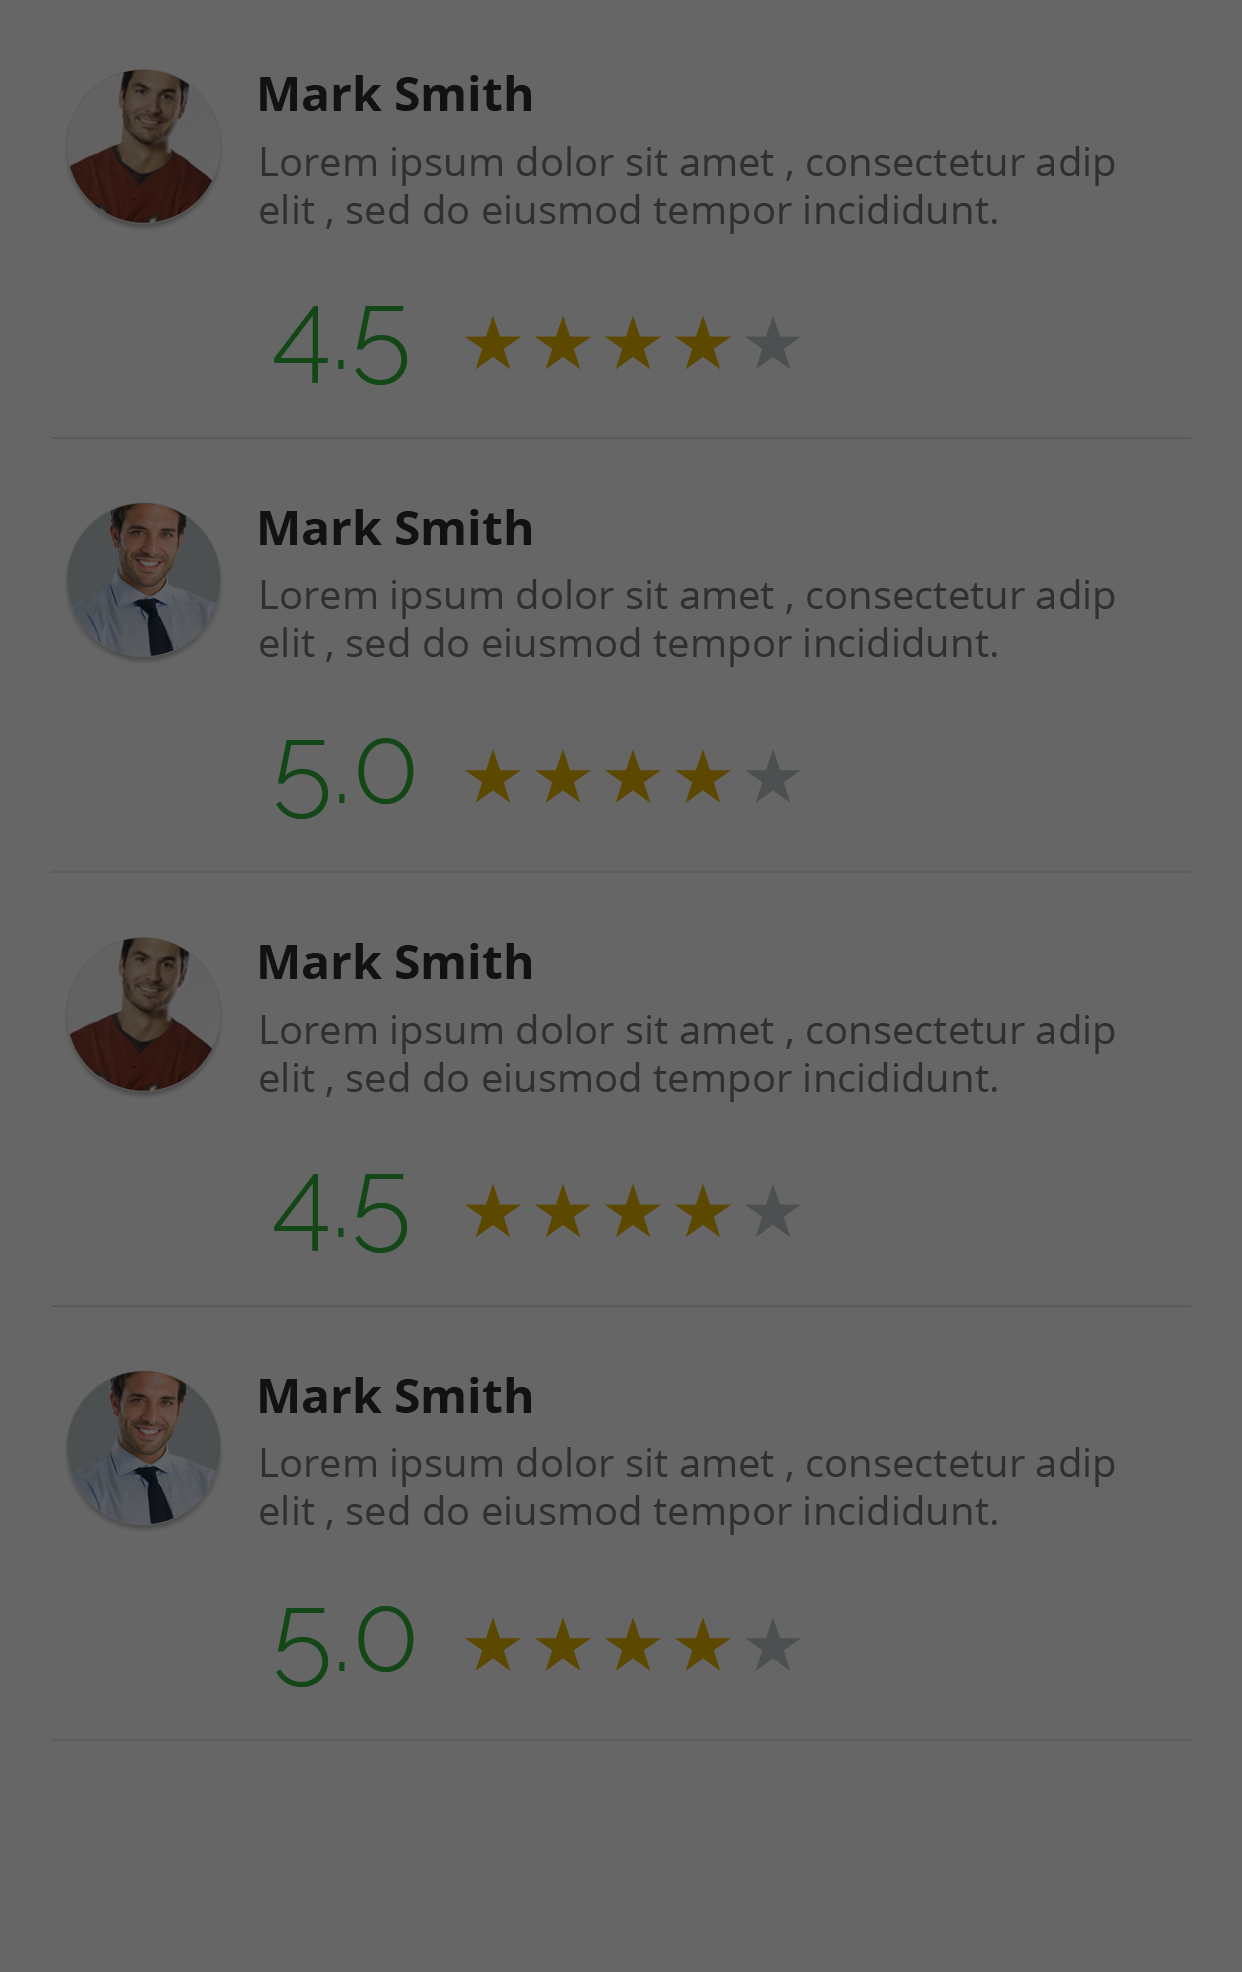 Mark Smith
Lorem ipsum dolor sit amet , consectetur adip
elit , sed do eiusmod tempor incididunt.
4.5
Mark Smith
Lorem ipsum dolor sit amet , consectetur adip
elit , sed do eiusmod tempor incididunt.
5.0
Mark Smith
Lorem ipsum dolor sit amet , consectetur adip
elit , sed do eiusmod tempor incididunt.
4.5
Mark Smith
Lorem ipsum dolor sit amet , consectetur adip
elit , sed do eiusmod tempor incididunt.
5.0